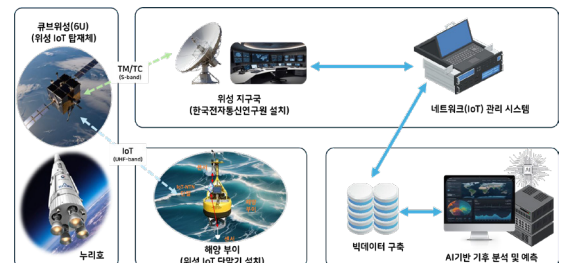 큐브위성(6U)
(위성 IoT 탑재체)
TM/TC
(S-band)
위성 지구국
(한국전자통신연구원 설치)
네트워크(IoT) 관리 시스템
IoT
(UHF-band)
누리호
해양 부이
(위성 IoT 단말기 설치)
AI
빅데이터 구축
AI기반 기후 분석 및 예측